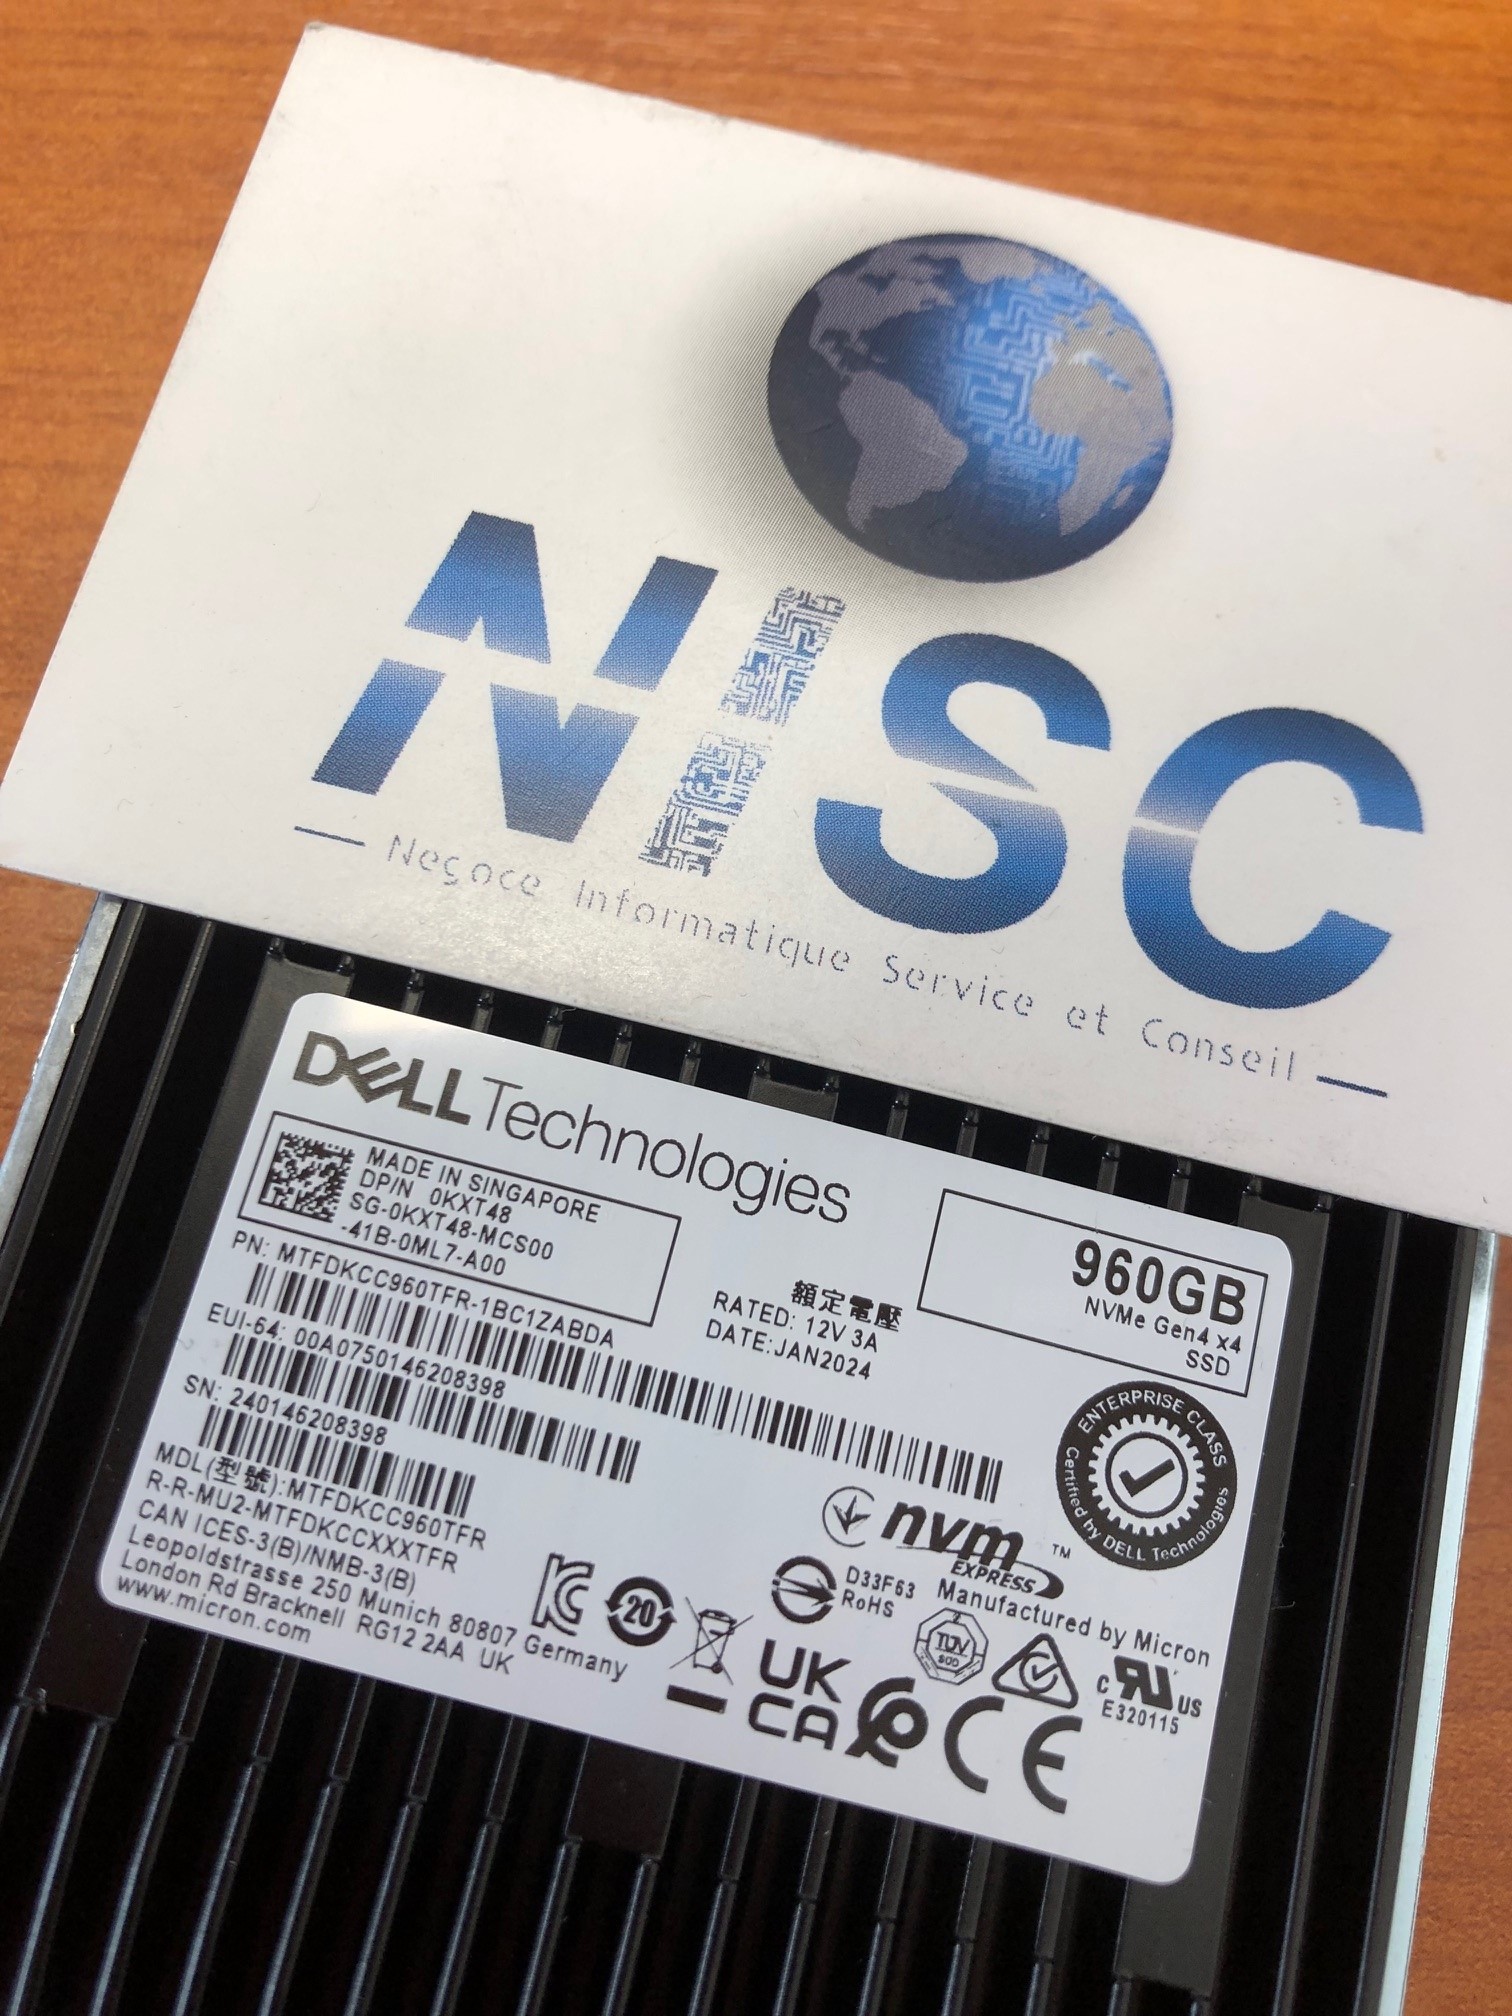 NISC
Negoce Informatique Service et Conseil
DELL Technologies
MADE IN SINGAPORE
DP/N 0KXT48
SG-0KXT48-MCS00
-41B-0ML7-A00
960GB
NVMe Gen4 x4
SSD
額定電壓
RATED: 12V 3A
DATE:JAN2024
PN: MTFDKCC960TFR-1BC1ZABDA
EUI-64: 00A0750146208398
SN: 240146208398
MDL(型號):MTFDKCC960TFR
R-R-MU2-MTFDKCCXXXTFR
CAN ICES-3(B)/NMB-3(B)
Leopoldstrasse 250 Munich 80807 Germany
London Rd Bracknell RG12 2AA UK
www.micron.com
ENTERPRISE CLASS
Certified by DELL Technologies
nvm™
EXPRESS
D33F63
RoHS
Manufactured by Micron
20
TÜV
SÜD
UK
CA
CE
c RU US
E320115